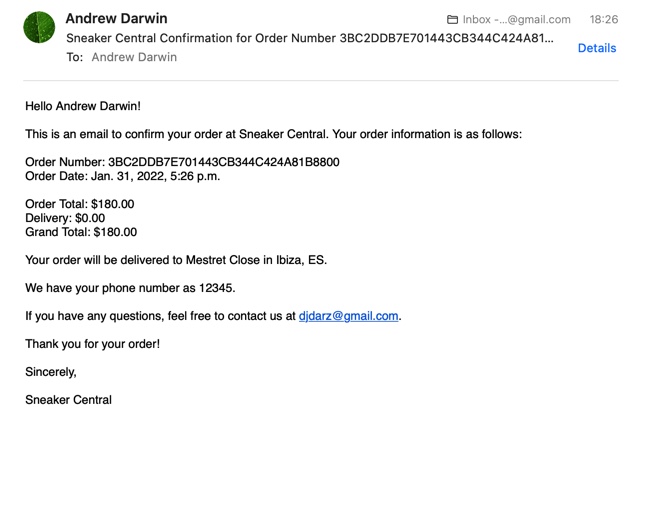 Andrew Darwin
Inbox -...@gmail.com 18:26
Sneaker Central Confirmation for Order Number 3BC2DDB7E701443CB344C424A81...
Details
To: Andrew Darwin
Hello Andrew Darwin!
This is an email to confirm your order at Sneaker Central. Your order information is as follows:
Order Number: 3BC2DDB7E701443CB344C424A81B8800
Order Date: Jan. 31, 2022, 5:26 p.m.
Order Total: $180.00
Delivery: $0.00
Grand Total: $180.00
Your order will be delivered to Mestret Close in Ibiza, ES.
We have your phone number as 12345.
If you have any questions, feel free to contact us at djdarz@gmail.com.
Thank you for your order!
Sincerely,
Sneaker Central